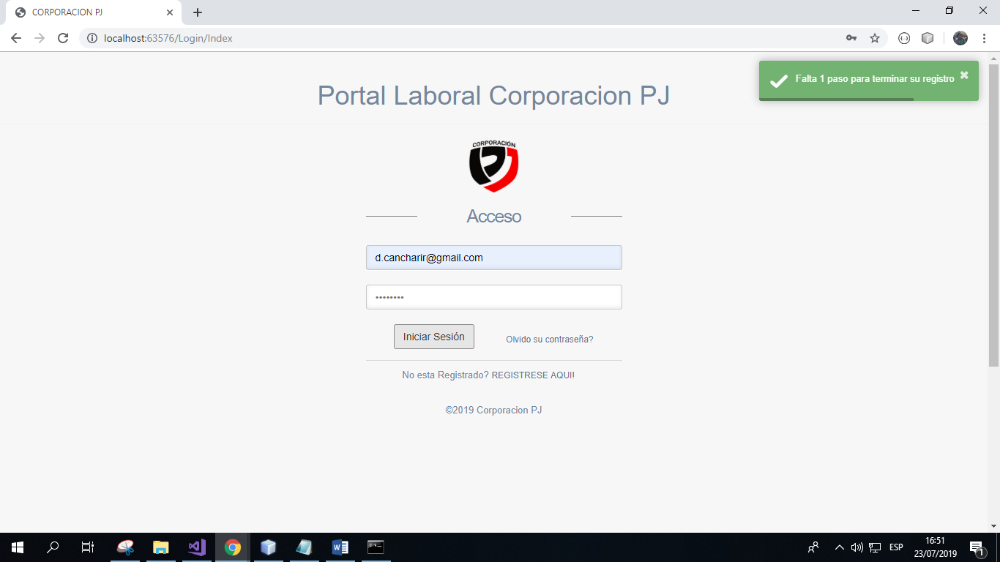 CORPORACION PJ
localhost:63576/Login/Index
Falta 1 paso para terminar su registro
Portal Laboral Corporacion PJ
CORPORACIÓN
Acceso
d.cancharir@gmail.com
••••••••
Iniciar Sesión
Olvido su contraseña?
No esta Registrado? REGISTRESE AQUI!
©2019 Corporacion PJ
ESP
16:51
23/07/2019
1